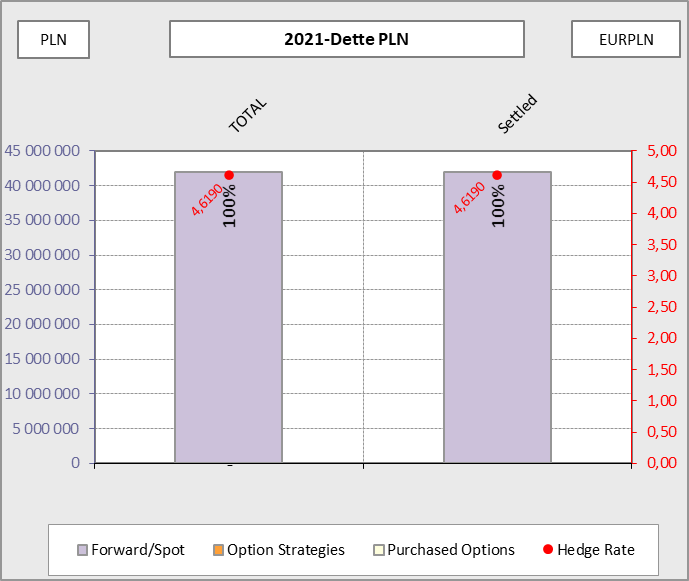 PLN 2021-Dette PLN EURPLN
TOTAL Settled
45 000 000 5,00
40 000 000 4,50
35 000 000 4,00
30 000 000 3,50
25 000 000 3,00
20 000 000 2,50
15 000 000 2,00
10 000 000 1,50
5 000 000 1,00
0 0,50
0,00
4,6190 100% 4,6190 100%
-
Forward/Spot Option Strategies Purchased Options Hedge Rate